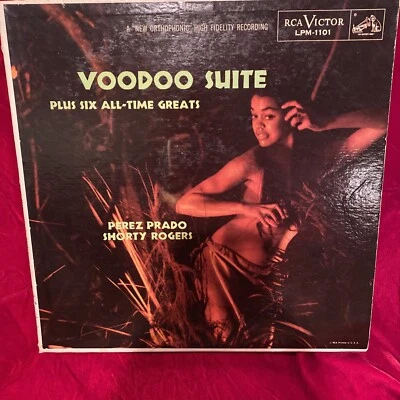 A "NEW ORTHOPHONIC" HIGH FIDELITY RECORDING
RCA VICTOR
LPM-1101
VOODOO SUITE
PLUS SIX ALL-TIME GREATS
PEREZ PRADO
SHORTY ROGERS